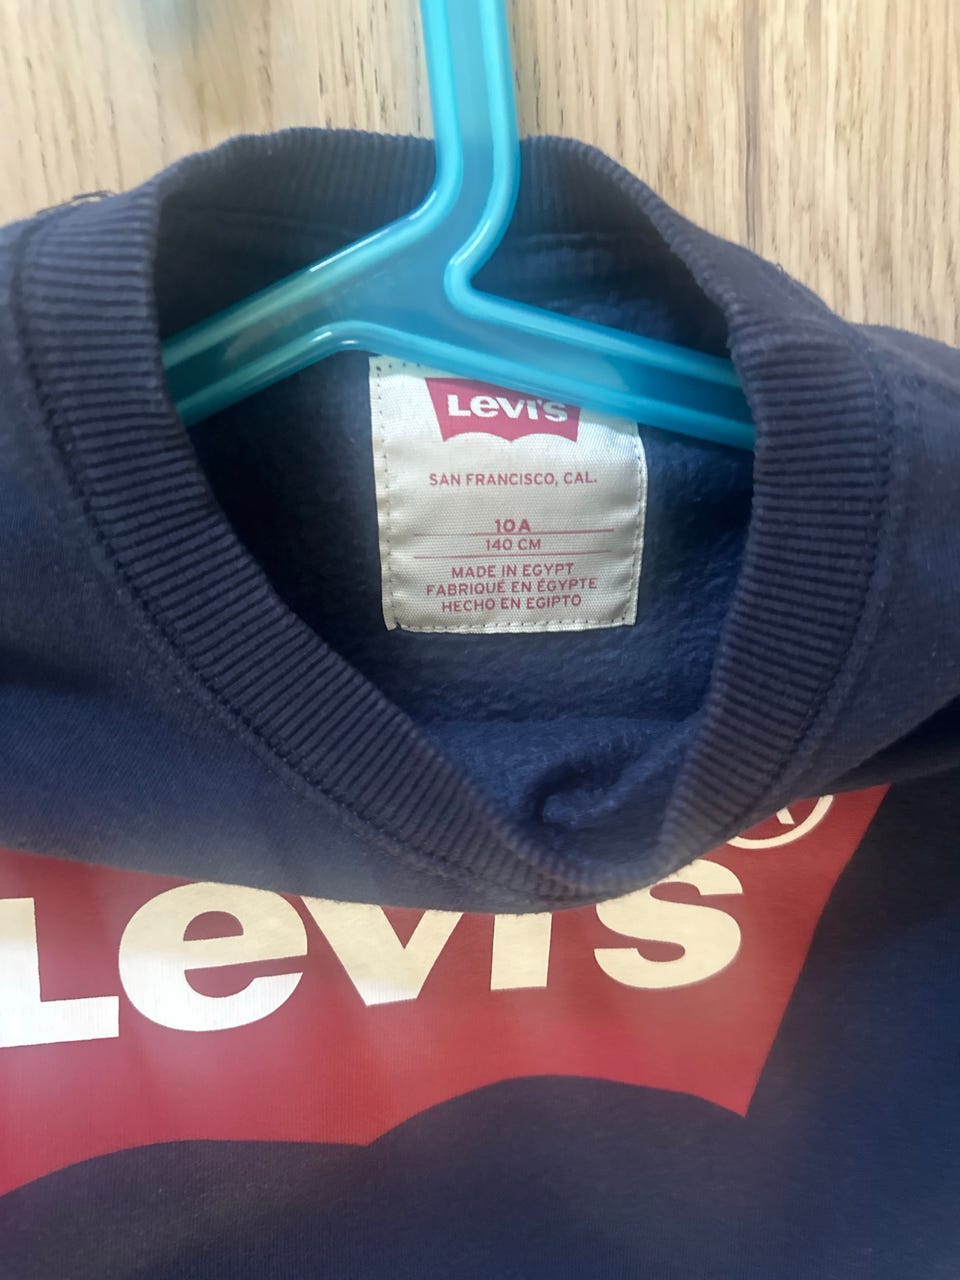 Levi's
SAN FRANCISCO, CAL.
10A
140 CM
MADE IN EGYPT
FABRIQUÉ EN ÉGYPTE
HECHO EN EGIPTO
Levi's